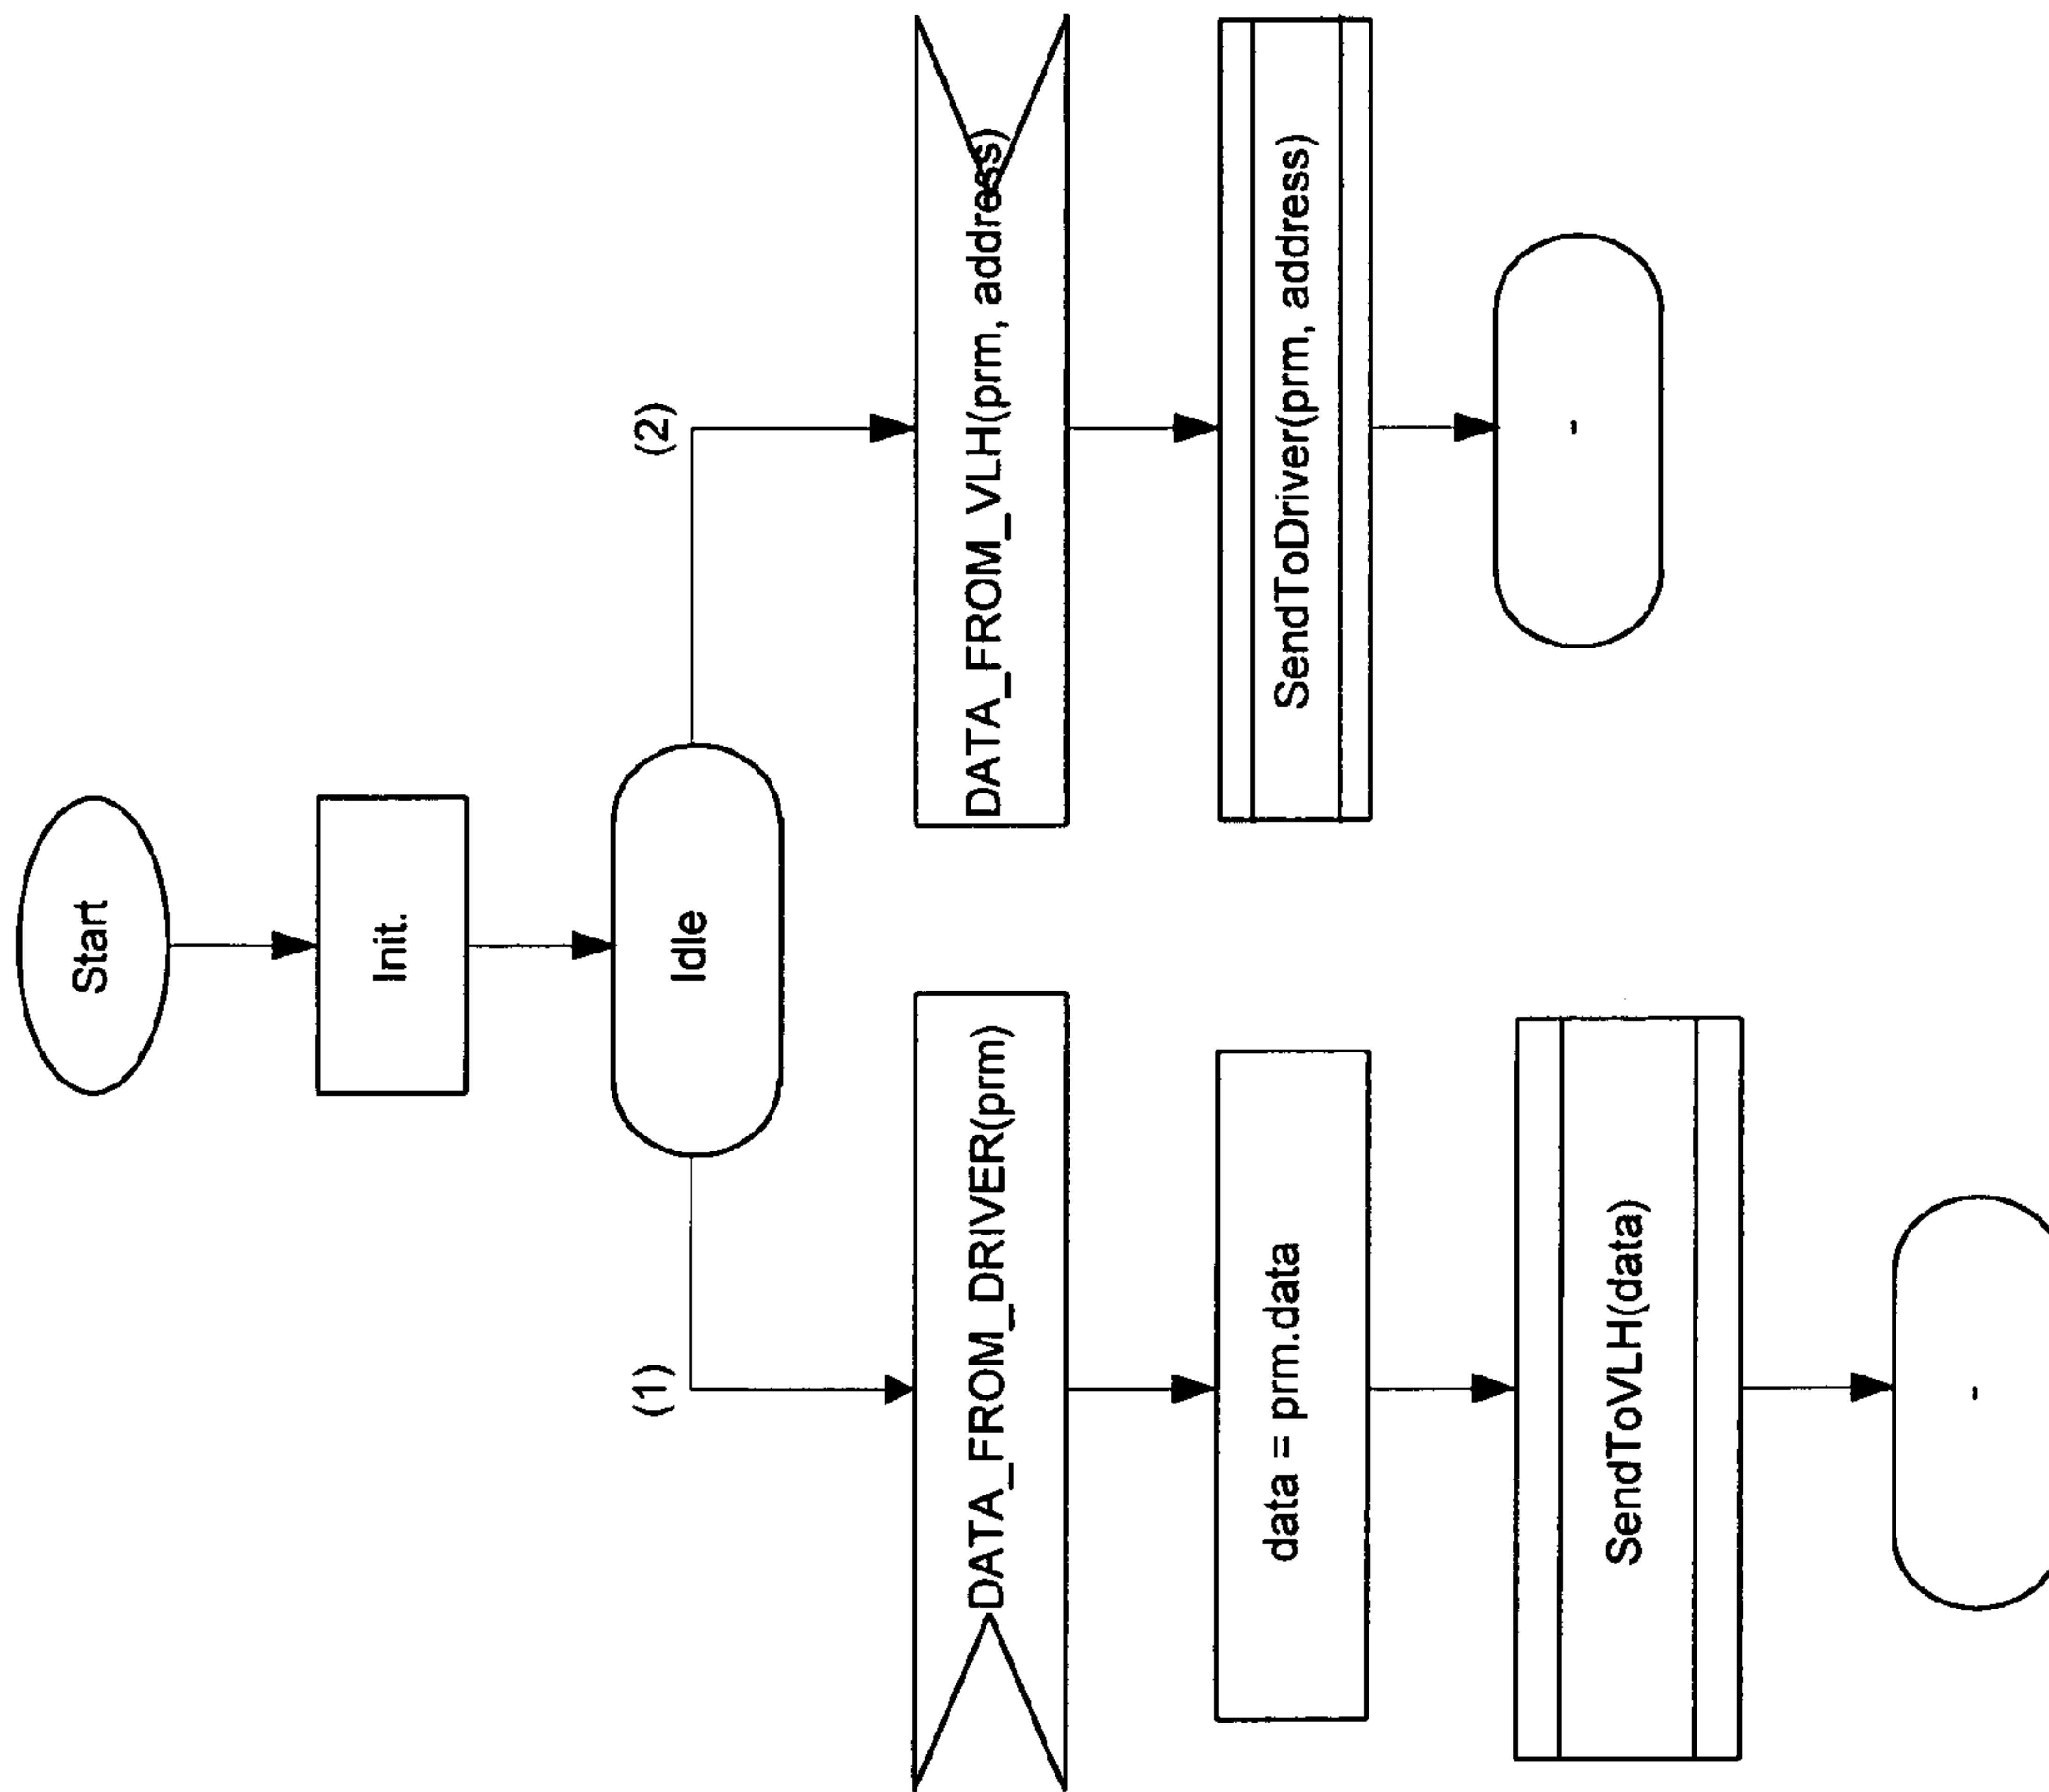 Start
Init.
Idle
(1)
(2)
DATA_FROM_DRIVER(prm)
DATA_FROM_VLH(prm, address)
data = prm.data
SendToDriver(prm, address)
SendToVLH(data)
-
-